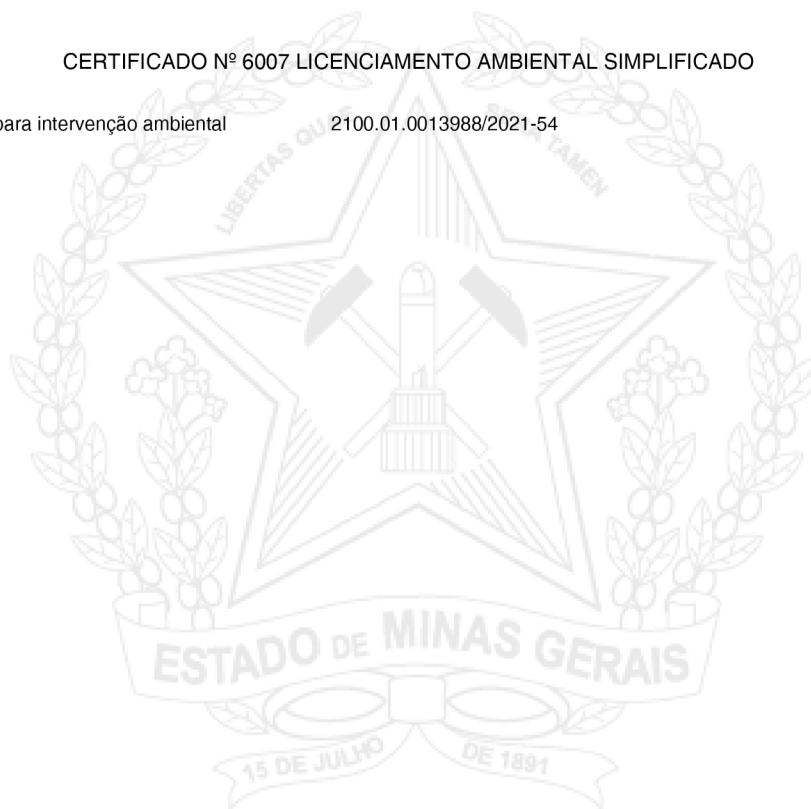 CERTIFICADO Nº 6007 LICENCIAMENTO AMBIENTAL SIMPLIFICADO
para intervenção ambiental 2100.01.0013988/2021-54
LIBERTAS QUAE SERA TAMEN
ESTADO DE MINAS GERAIS
15 DE JULHO DE 1891